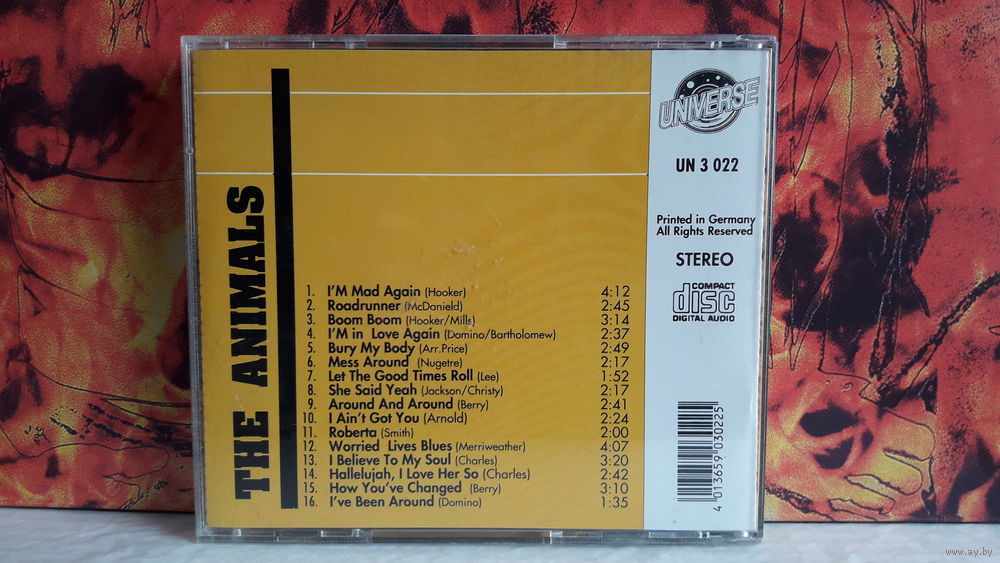 THE ANIMALS
1. I'M Mad Again (Hooker) 4:12
2. Roadrunner (McDanield) 2:45
3. Boom Boom (Hooker/Mills) 3:14
4. I'M in Love Again (Domino/Bartholomew) 2:37
5. Bury My Body (Arr.Price) 2:49
6. Mess Around (Nugetre) 2:17
7. Let The Good Times Roll (Lee) 1:52
8. She Said Yeah (Jackson/Christy) 2:17
9. Around And Around (Berry) 2:41
10. I Ain't Got You (Arnold) 2:24
11. Roberta (Smith) 2:00
12. Worried Lives Blues (Merriweather) 4:07
13. I Believe To My Soul (Charles) 3:20
14. Hallelujah, I Love Her So (Charles) 2:42
15. How You've Changed (Berry) 3:10
16. I've Been Around (Domino) 1:35
UNIVERSE
UN 3 022
Printed in Germany
All Rights Reserved
STEREO
COMPACT
disc
DIGITAL AUDIO
4 013659 030225
www.ay.by